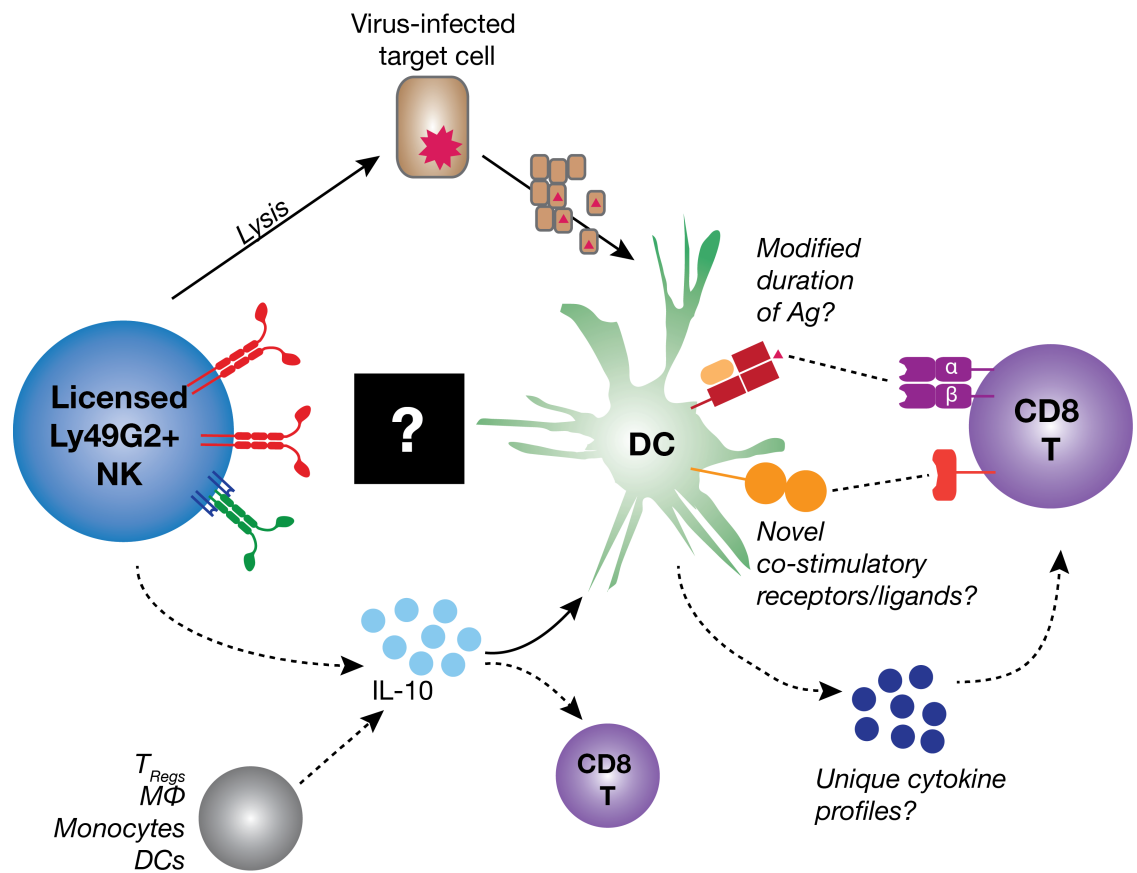 Virus-infected
target cell
Lysis
Modified
duration
of Ag?
Licensed
Ly49G2+
NK
?
DC
α
β
CD8
T
Novel
co-stimulatory
receptors/ligands?
IL-10
CD8
T
TRegs
MΦ
Monocytes
DCs
Unique cytokine
profiles?